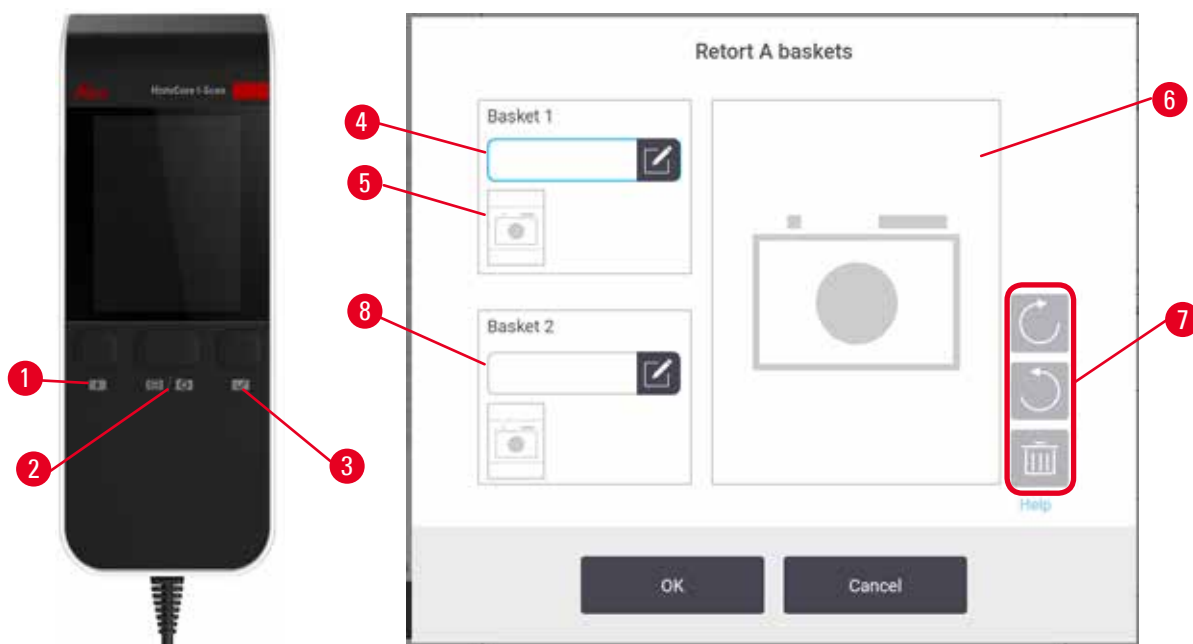 Leica HistoCore I-Scan
1
2
3
Retort A baskets
Basket 1
4
5
Basket 2
8
6
7
Help
OK
Cancel